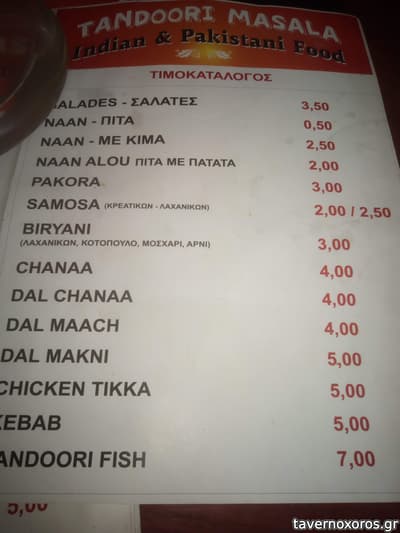 TANDOORI MASALA
Indian & Pakistani Food
ΤΙΜΟΚΑΤΑΛΟΓΟΣ
SALADES - ΣΑΛΑΤΕΣ 3,50
NAAN - ΠΙΤΑ 0,50
NAAN - ΜΕ ΚΙΜΑ 2,50
NAAN ALOU ΠΙΤΑ ΜΕ ΠΑΤΑΤΑ 2,00
PAKORA 3,00
SAMOSA (ΚΡΕΑΤΙΚΩΝ - ΛΑΧΑΝΙΚΩΝ) 2,00 / 2,50
BIRYANI
(ΛΑΧΑΝΙΚΩΝ, ΚΟΤΟΠΟΥΛΟ, ΜΟΣΧΑΡΙ, ΑΡΝΙ) 3,00
CHANAA 4,00
DAL CHANAA 4,00
DAL MAACH 4,00
DAL MAKNI 5,00
CHICKEN TIKKA 5,00
KEBAB 5,00
ANDOORI FISH 7,00
5,00
tavernoxoros.gr